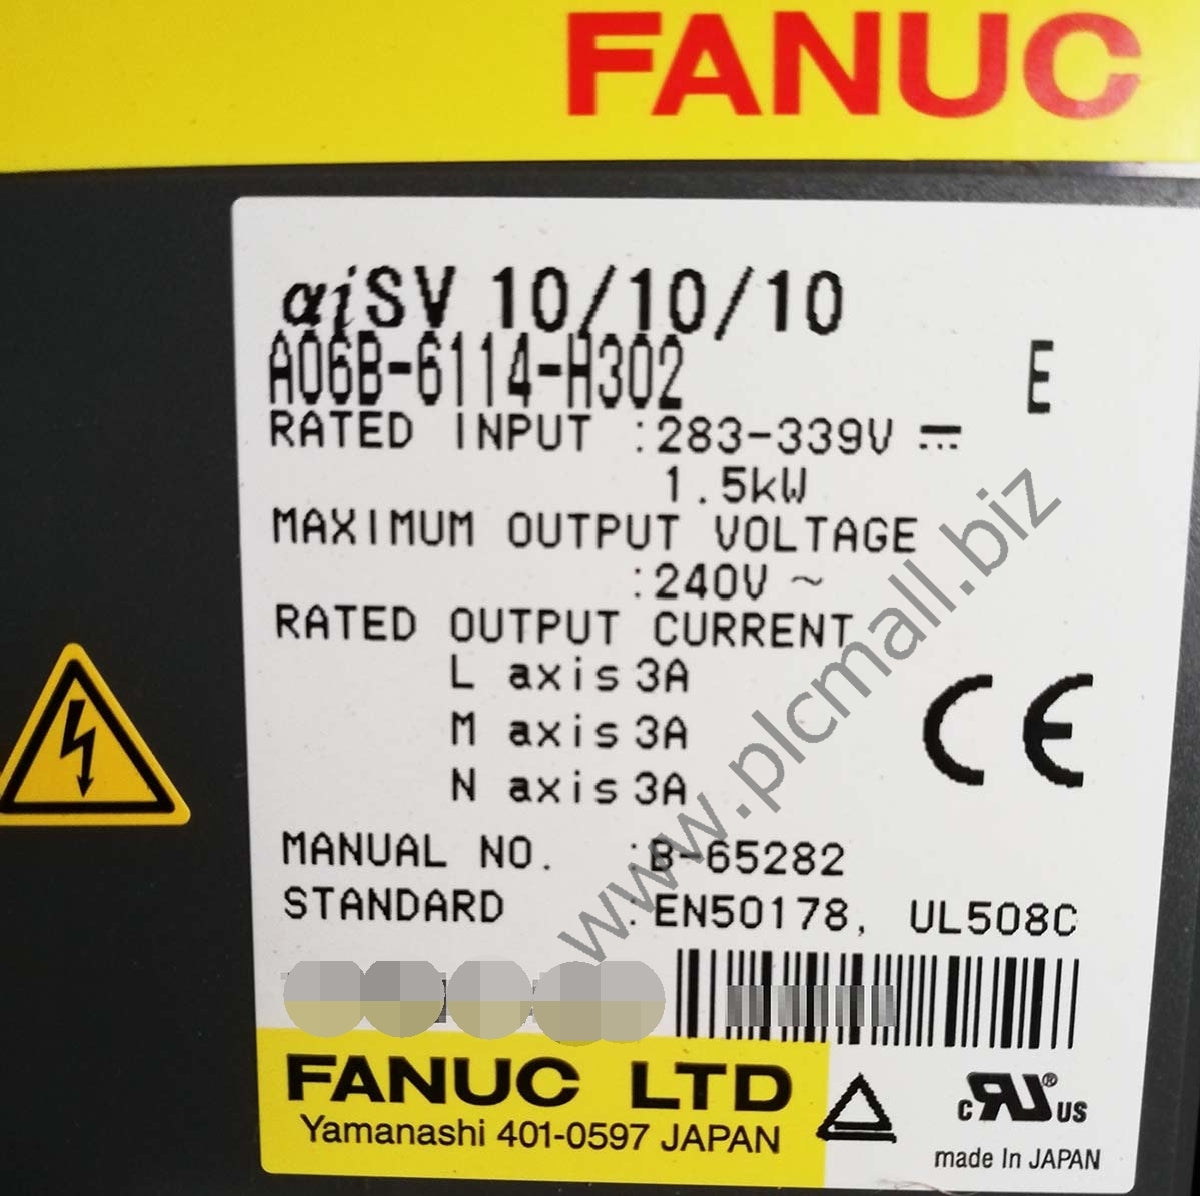 FANUC
αiSV 10/10/10
A06B-6114-H302 E
RATED INPUT :283-339V ⎓
1.5kW
MAXIMUM OUTPUT VOLTAGE
:240V ~
RATED OUTPUT CURRENT
L axis 3A
M axis 3A
N axis 3A
CE
MANUAL NO. :B-65282
STANDARD :EN50178, UL508C
www.plcmall.biz
FANUC LTD
Yamanashi 401-0597 JAPAN
c RU ® US
made In JAPAN